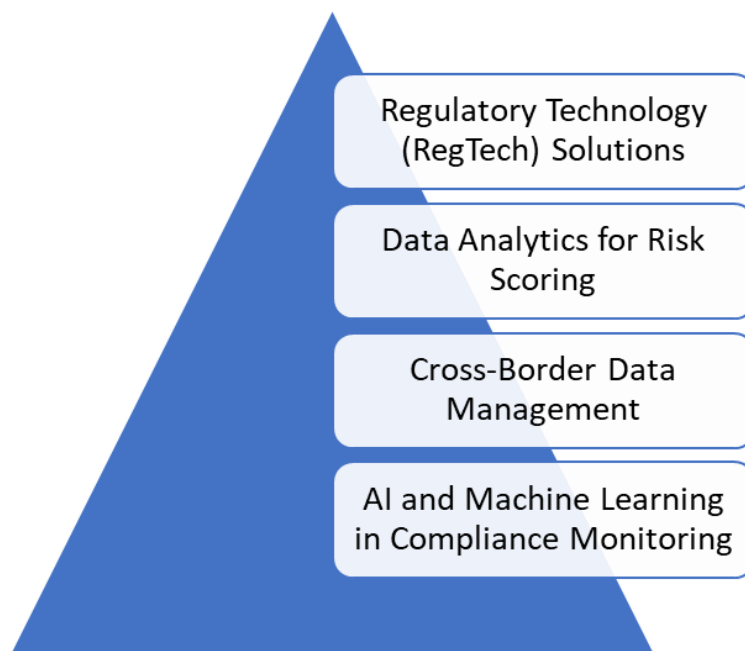 Regulatory Technology
(RegTech) Solutions
Data Analytics for Risk
Scoring
Cross-Border Data
Management
AI and Machine Learning
in Compliance Monitoring